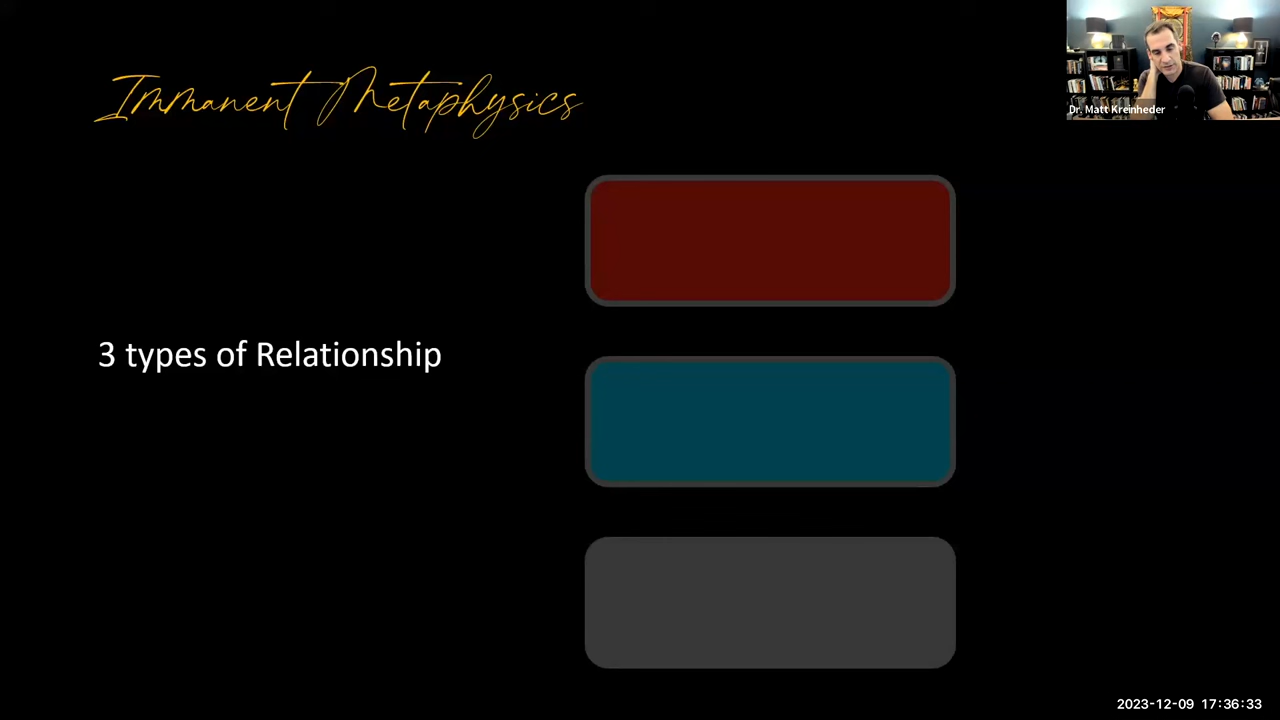 Immanent Metaphysics
Dr. Matt Kreinheder
3 types of Relationship
2023-12-09 17:36:33